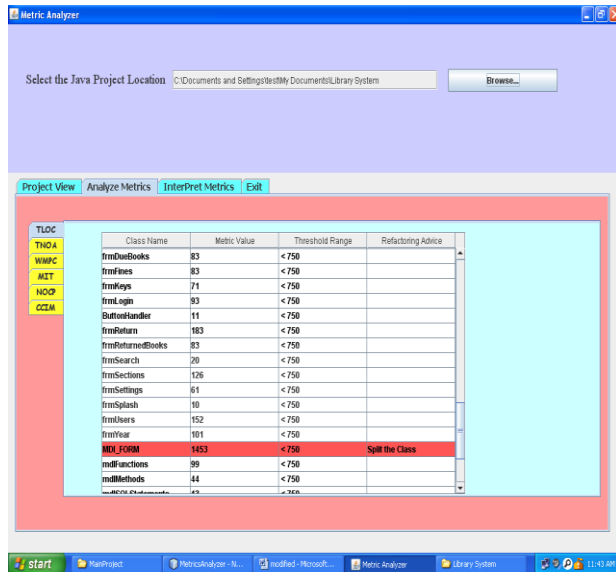 Metric Analyzer
Select the Java Project Location C:\Documents and Settings\test\My Documents\Library System Browse...
Project View Analyze Metrics InterPret Metrics Exit
TLOC
TNOA
WMPC
MIT
NOCP
CCIM
Class Name Metric Value Threshold Range Refactoring Advice
frmDueBooks 83 <750
frmFines 83 <750
frmKeys 71 <750
frmLogin 93 <750
ButtonHandler 11 <750
frmReturn 183 <750
frmReturnedBooks 83 <750
frmSearch 20 <750
frmSections 126 <750
frmSettings 61 <750
frmSplash 10 <750
frmUsers 152 <750
frmYear 101 <750
MDI_FORM 1453 <750 Split the Class
mdlFunctions 99 <750
mdlMethods 44 <750
mdlSQLStatements <750
start MainProject MetricsAnalyzer - N... modified - Microsoft... Metric Analyzer Library System 11:43 AM